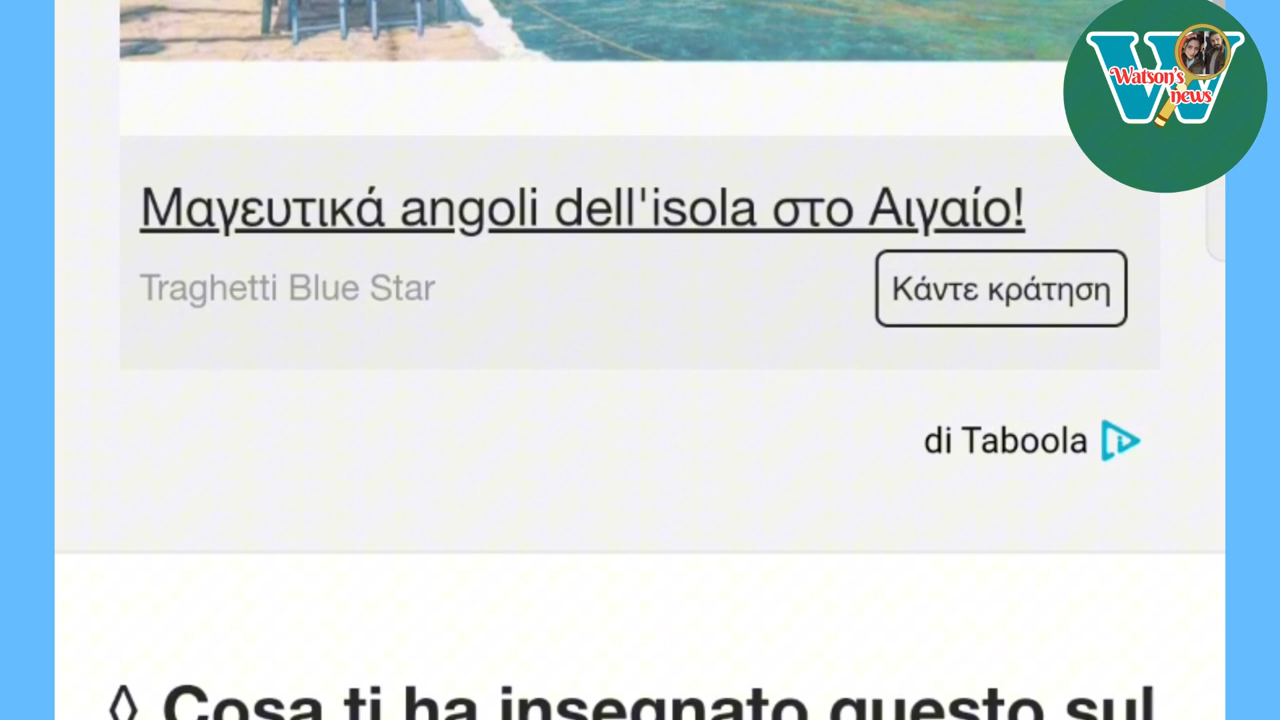 Watson's
news
Μαγευτικά angoli dell'isola στο Αιγαίο!
Traghetti Blue Star
Κάντε κράτηση
di Taboola
◊ Cosa ti ha insegnato questo sul